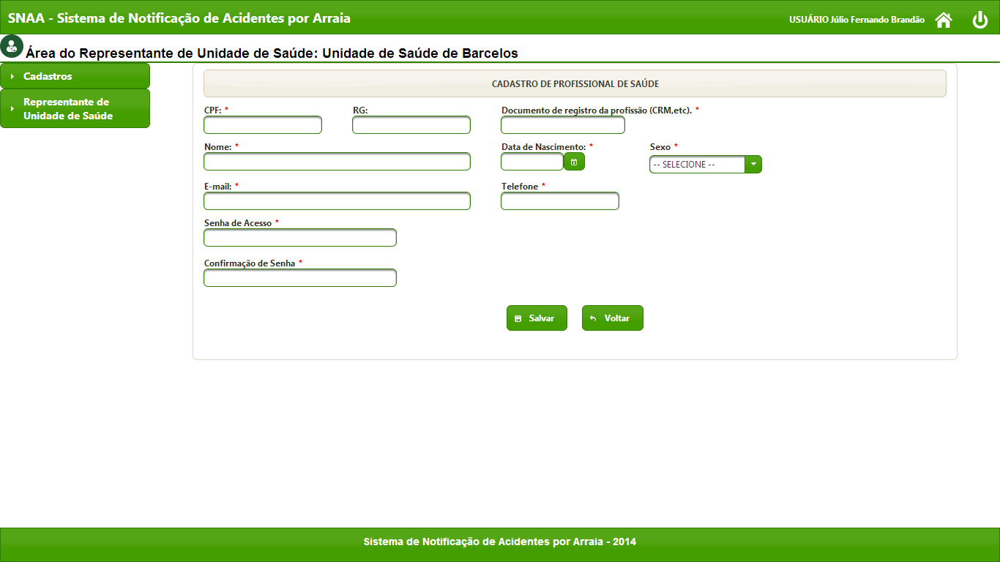 SNAA - Sistema de Notificação de Acidentes por Arraia
USUÁRIO Júlio Fernando Brandão
Área do Representante de Unidade de Saúde: Unidade de Saúde de Barcelos
Cadastros
Representante de
Unidade de Saúde
CADASTRO DE PROFISSIONAL DE SAÚDE
CPF: * RG: Documento de registro da profissão (CRM,etc). *
Nome: * Data de Nascimento: * Sexo *
-- SELECIONE --
E-mail: * Telefone *
Senha de Acesso *
Confirmação de Senha *
Salvar Voltar
Sistema de Notificação de Acidentes por Arraia - 2014